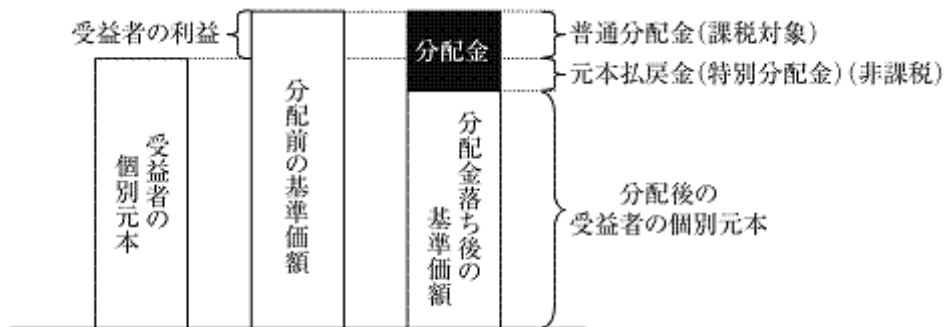 受益者の利益
受益者の
個別元本
分配前の基準価額
分配金
分配金落ち後の
基準価額
普通分配金(課税対象)
元本払戻金(特別分配金)(非課税)
分配後の
受益者の個別元本